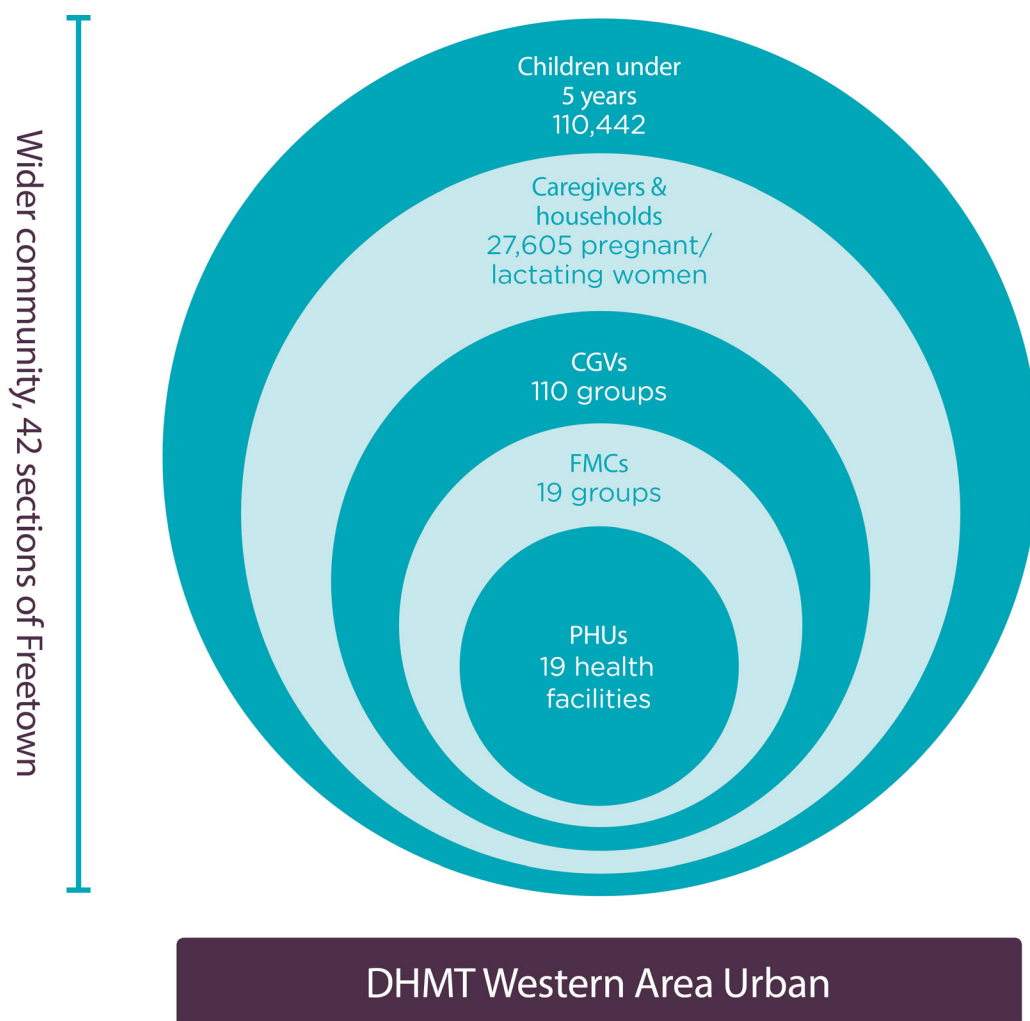 Wider community, 42 sections of Freetown
Children under
5 years
110,442
Caregivers &
households
27,605 pregnant/
lactating women
CGVs
110 groups
FMCs
19 groups
PHUs
19 health
facilities
DHMT Western Area Urban